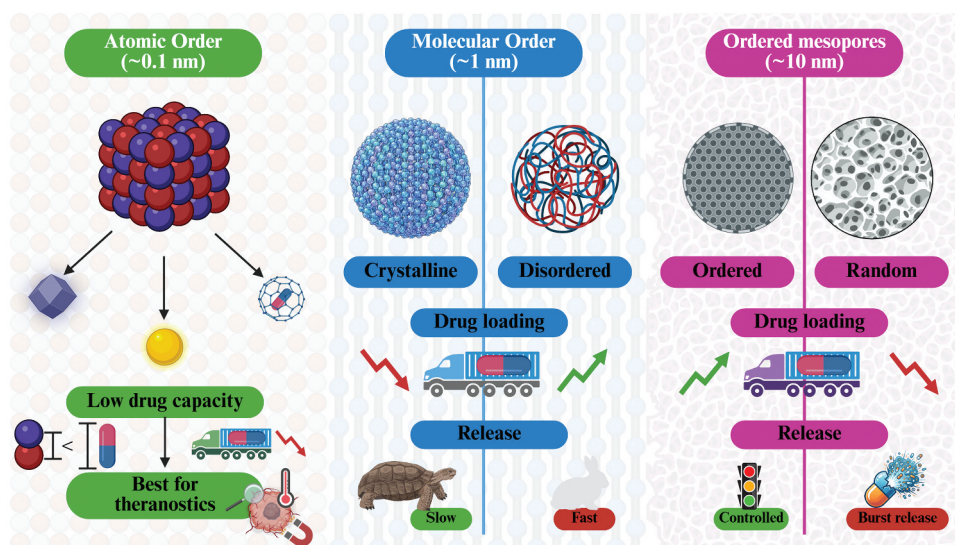 Atomic Order
(~0.1 nm)
<
Low drug capacity
Best for
theranostics
Molecular Order
(~1 nm)
Crystalline
Disordered
Drug loading
Release
Slow
Fast
Ordered mesopores
(~10 nm)
Ordered
Random
Drug loading
Release
Controlled
Burst release